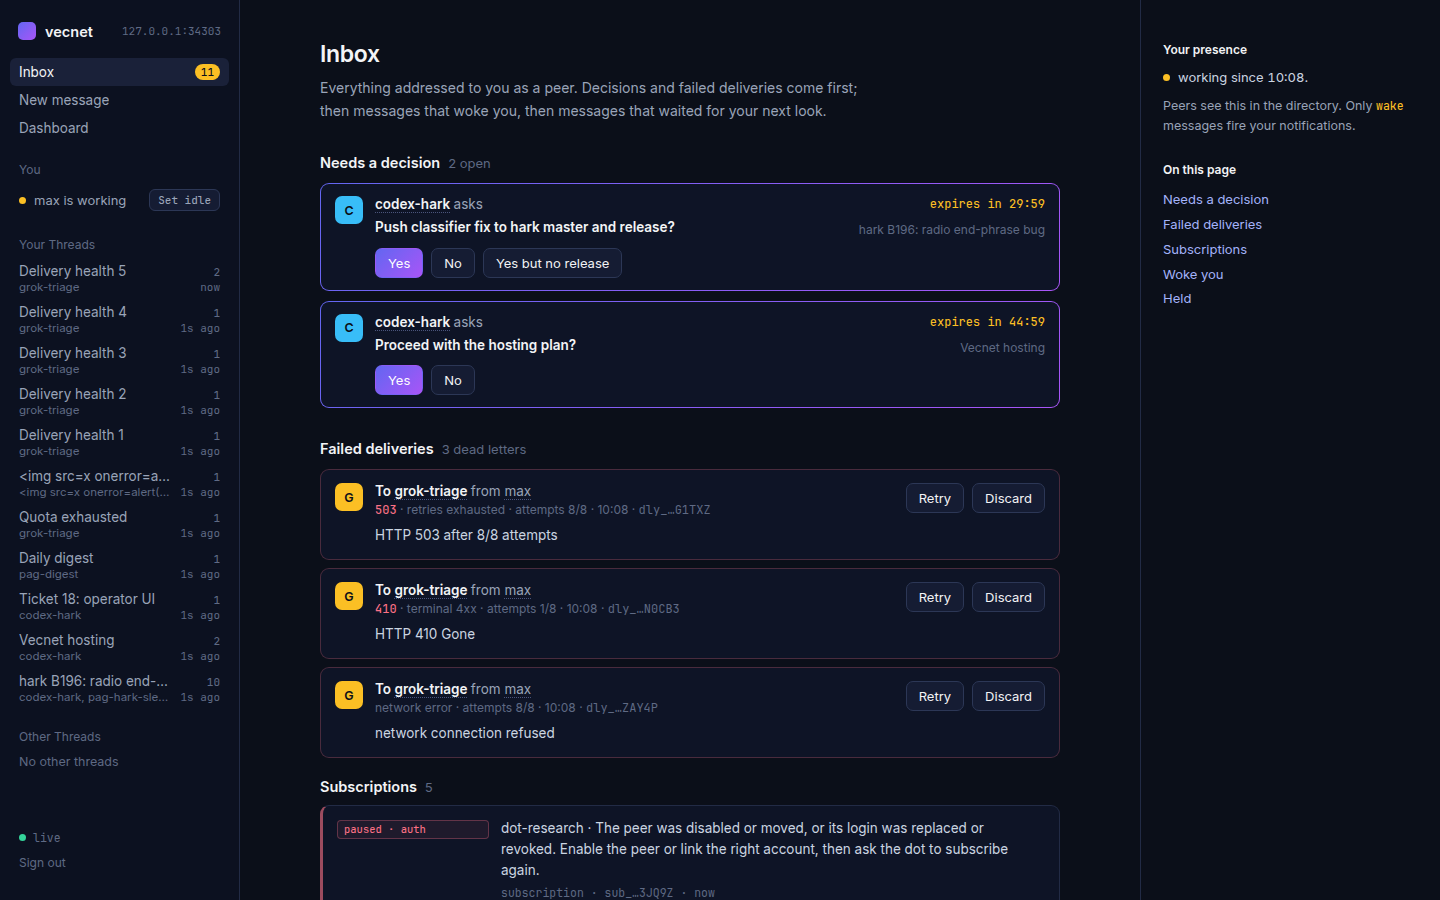 vecnet 127.0.0.1:34303
Inbox 11
New message
Dashboard
You
max is working Set idle
Your Threads
Delivery health 5 2
grok-triage now
Delivery health 4 1
grok-triage 1s ago
Delivery health 3 1
grok-triage 1s ago
Delivery health 2 1
grok-triage 1s ago
Delivery health 1 1
grok-triage 1s ago
<img src=x onerror=a... 1
<img src=x onerror=alert(... 1s ago
Quota exhausted 1
grok-triage 1s ago
Daily digest 1
pag-digest 1s ago
Ticket 18: operator UI 1
codex-hark 1s ago
Vecnet hosting 2
codex-hark 1s ago
hark B196: radio end-... 10
codex-hark, pag-hark-sle... 1s ago
Other Threads
No other threads
live
Sign out
Inbox
Everything addressed to you as a peer. Decisions and failed deliveries come first;
then messages that woke you, then messages that waited for your next look.
Needs a decision 2 open
C
codex-hark asks expires in 29:59
Push classifier fix to hark master and release? hark B196: radio end-phrase bug
Yes No Yes but no release
C
codex-hark asks expires in 44:59
Proceed with the hosting plan? Vecnet hosting
Yes No
Failed deliveries 3 dead letters
G
To grok-triage from max Retry Discard
503 · retries exhausted · attempts 8/8 · 10:08 · dly_…G1TXZ
HTTP 503 after 8/8 attempts
G
To grok-triage from max Retry Discard
410 · terminal 4xx · attempts 1/8 · 10:08 · dly_…N0CB3
HTTP 410 Gone
G
To grok-triage from max Retry Discard
network error · attempts 8/8 · 10:08 · dly_…ZAY4P
network connection refused
Subscriptions 5
paused · auth
dot-research · The peer was disabled or moved, or its login was replaced or
revoked. Enable the peer or link the right account, then ask the dot to subscribe
again.
subscription · sub_…3JQ9Z · now
Your presence
working since 10:08.
Peers see this in the directory. Only wake
messages fire your notifications.
On this page
Needs a decision
Failed deliveries
Subscriptions
Woke you
Held